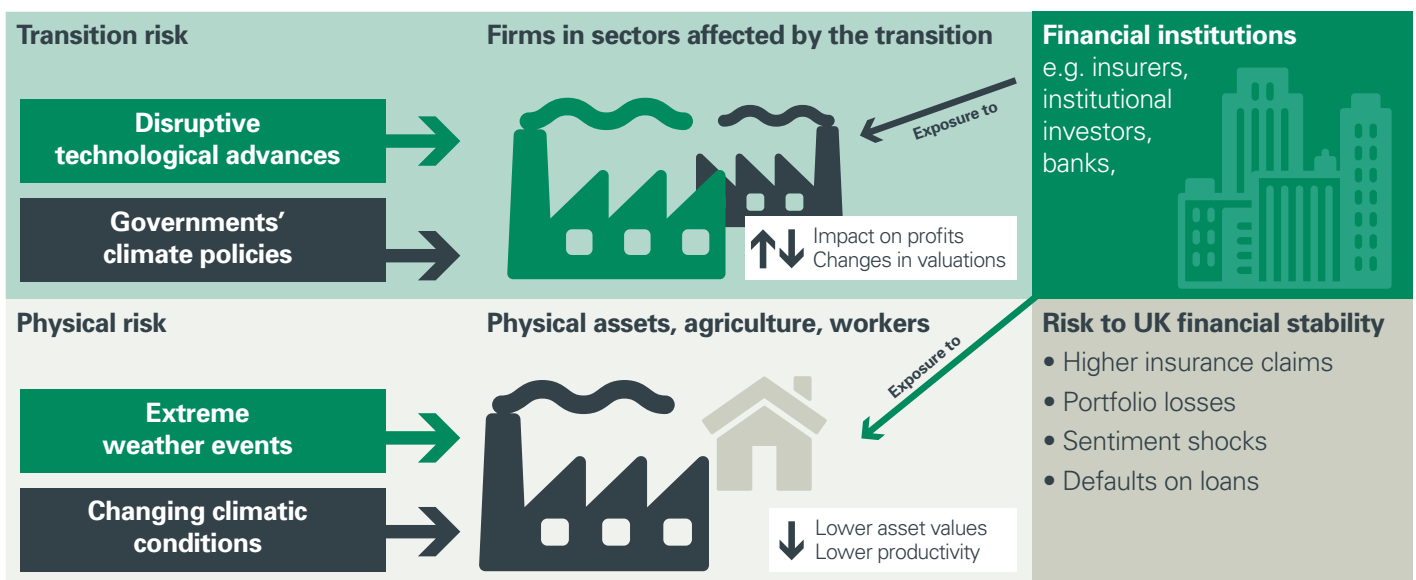 Transition risk
Disruptive
technological advances
Governments’
climate policies
Firms in sectors affected by the transition
Exposure to
Impact on profits
Changes in valuations
Financial institutions
e.g. insurers,
institutional
investors,
banks,
Physical risk
Extreme
weather events
Changing climatic
conditions
Physical assets, agriculture, workers
Exposure to
Lower asset values
Lower productivity
Risk to UK financial stability
• Higher insurance claims
• Portfolio losses
• Sentiment shocks
• Defaults on loans